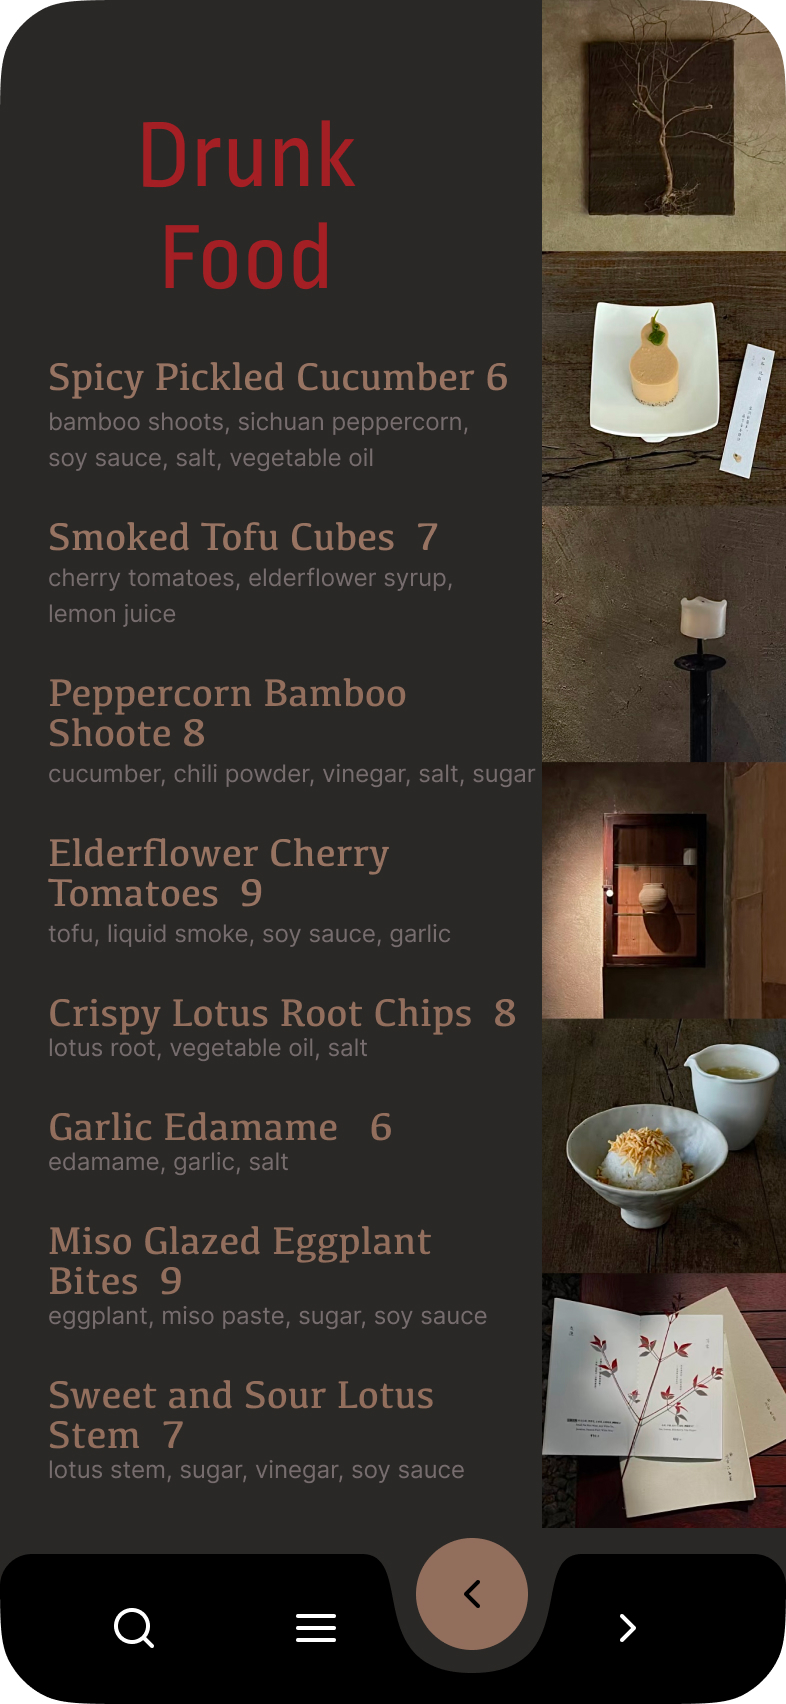 Drunk
Food
Spicy Pickled Cucumber 6
bamboo shoots, sichuan peppercorn,
soy sauce, salt, vegetable oil
Smoked Tofu Cubes 7
cherry tomatoes, elderflower syrup,
lemon juice
Peppercorn Bamboo
Shoote 8
cucumber, chili powder, vinegar, salt, sugar
Elderflower Cherry
Tomatoes 9
tofu, liquid smoke, soy sauce, garlic
Crispy Lotus Root Chips 8
lotus root, vegetable oil, salt
Garlic Edamame 6
edamame, garlic, salt
Miso Glazed Eggplant
Bites 9
eggplant, miso paste, sugar, soy sauce
Sweet and Sour Lotus
Stem 7
lotus stem, sugar, vinegar, soy sauce